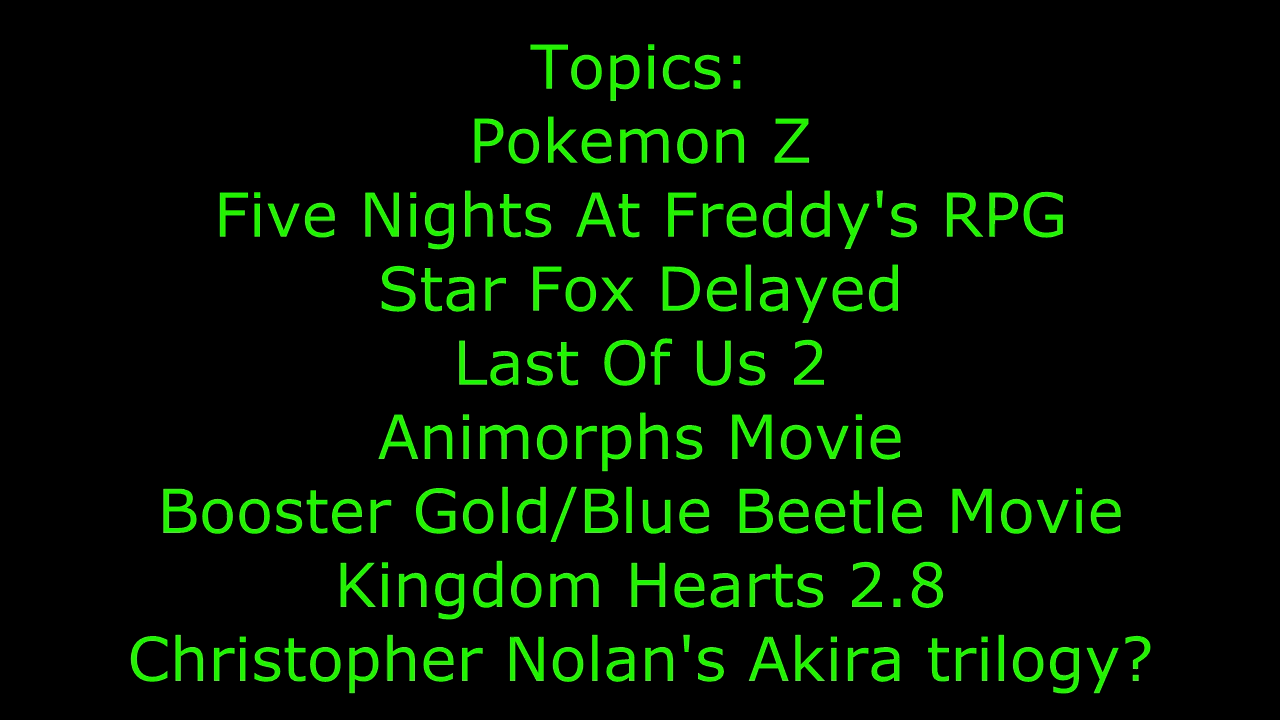 Topics:
Pokemon Z
Five Nights At Freddy's RPG
Star Fox Delayed
Last Of Us 2
Animorphs Movie
Booster Gold/Blue Beetle Movie
Kingdom Hearts 2.8
Christopher Nolan's Akira trilogy?